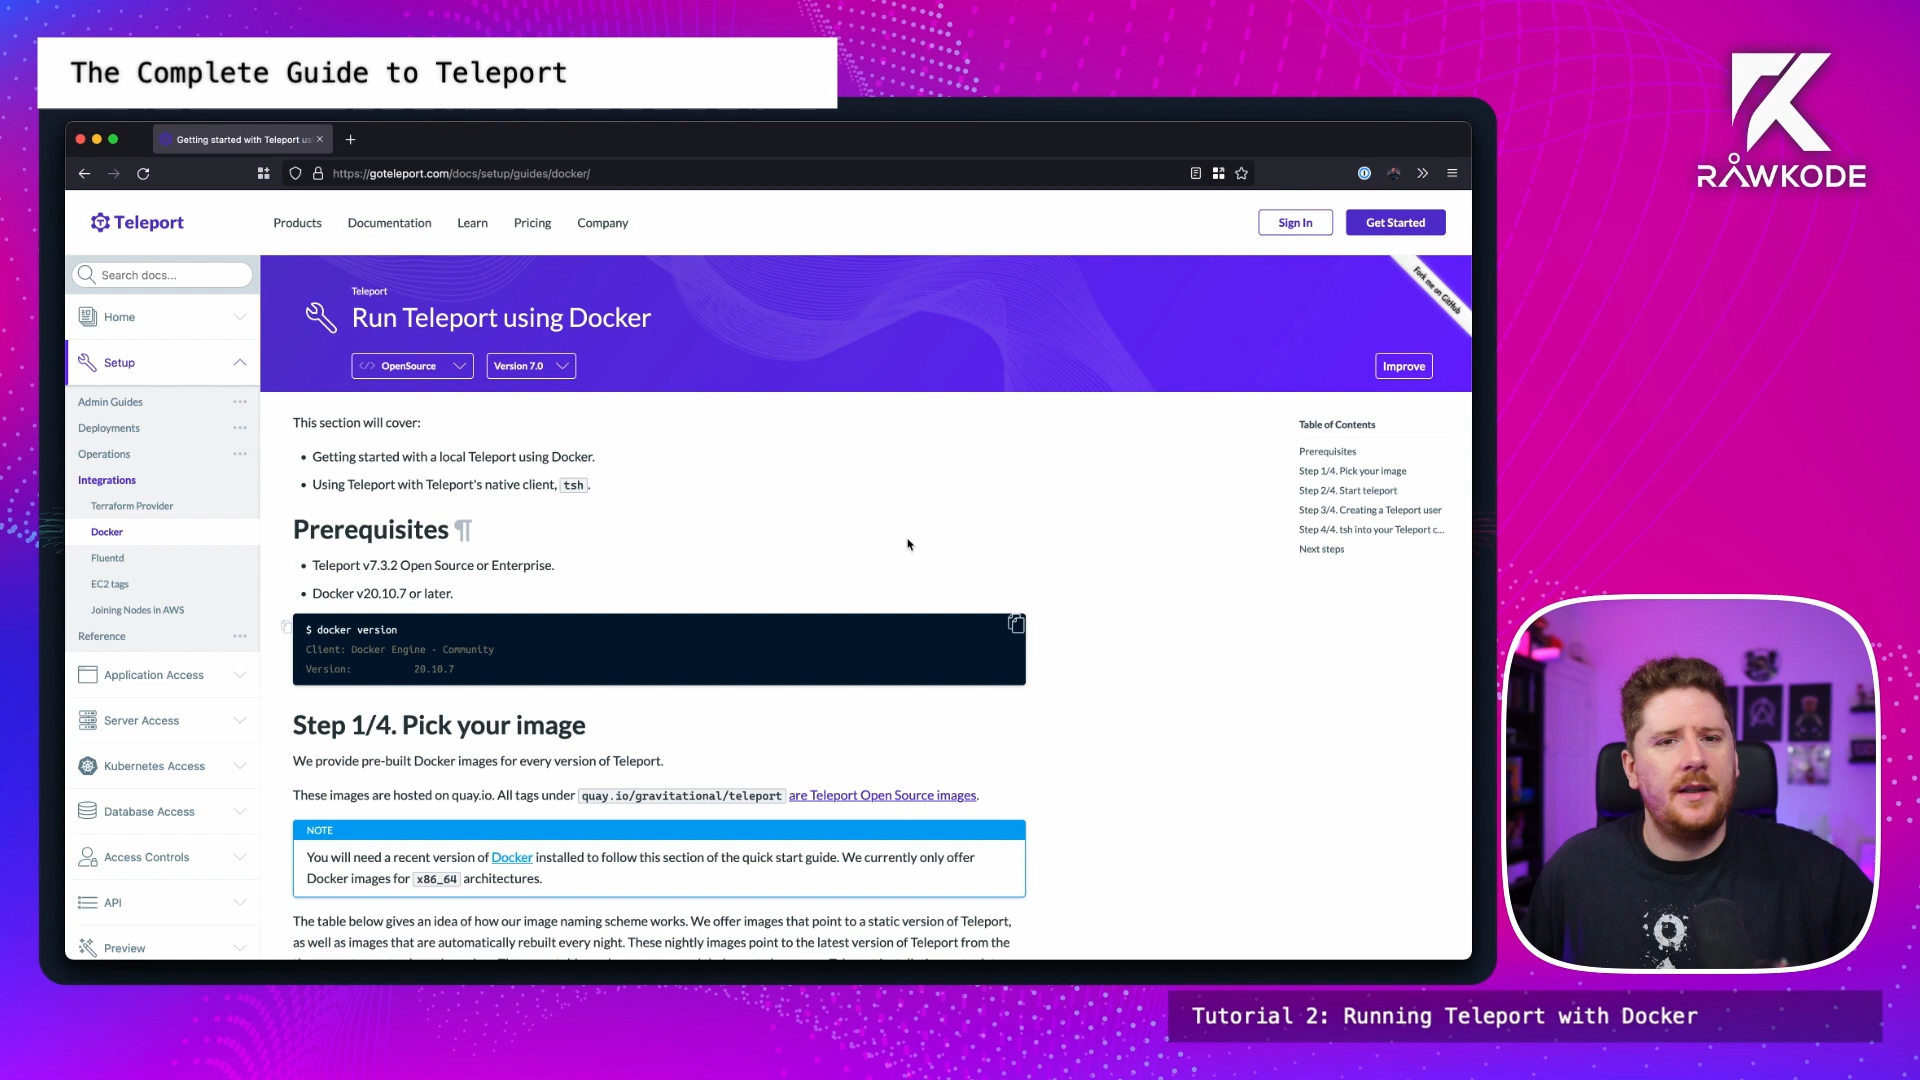 The Complete Guide to Teleport
RAWKODE
Getting started with Teleport us
https://goteleport.com/docs/setup/guides/docker/
Teleport
Products
Documentation
Learn
Pricing
Company
Sign In
Get Started
Search docs...
Home
Setup
Admin Guides
Deployments
Operations
Integrations
Terraform Provider
Docker
Fluentd
EC2 tags
Joining Nodes in AWS
Reference
Application Access
Server Access
Kubernetes Access
Database Access
Access Controls
API
Preview
Teleport
Run Teleport using Docker
OpenSource
Version 7.0
Improve
Fork me on GitHub
This section will cover:
• Getting started with a local Teleport using Docker.
• Using Teleport with Teleport's native client, tsh.
Prerequisites ¶
• Teleport v7.3.2 Open Source or Enterprise.
• Docker v20.10.7 or later.
$ docker version
Client: Docker Engine - Community
Version: 20.10.7
Step 1/4. Pick your image
We provide pre-built Docker images for every version of Teleport.
These images are hosted on quay.io. All tags under quay.io/gravitational/teleport are Teleport Open Source images.
NOTE
You will need a recent version of Docker installed to follow this section of the quick start guide. We currently only offer
Docker images for x86_64 architectures.
The table below gives an idea of how our image naming scheme works. We offer images that point to a static version of Teleport,
as well as images that are automatically rebuilt every night. These nightly images point to the latest version of Teleport from the
Table of Contents
Prerequisites
Step 1/4. Pick your image
Step 2/4. Start teleport
Step 3/4. Creating a Teleport user
Step 4/4. tsh into your Teleport c...
Next steps
Tutorial 2: Running Teleport with Docker